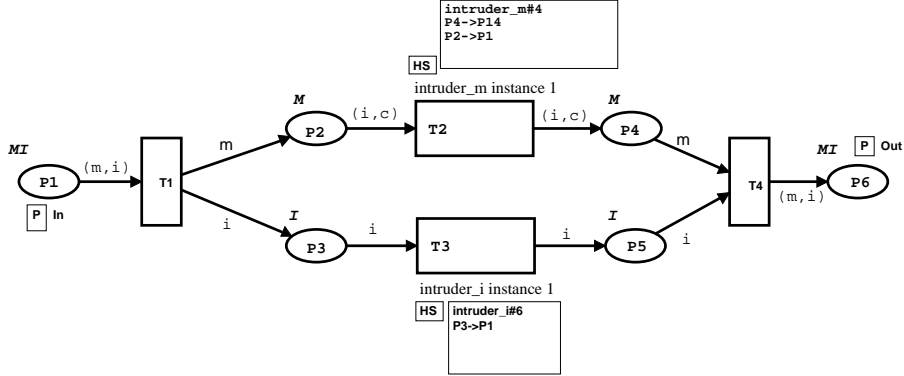 intruder_m#4
P4->P14
P2->P1
HS
intruder_m instance 1
M
(i,c)
T2
(i,c)
M
P2
P4
m
m
MI
(m,i)
P1
T1
P In
T4
MI
P Out
P6
(m,i)
i
I
P3
i
T3
i
I
P5
i
intruder_i instance 1
HS
intruder_i#6
P3->P1